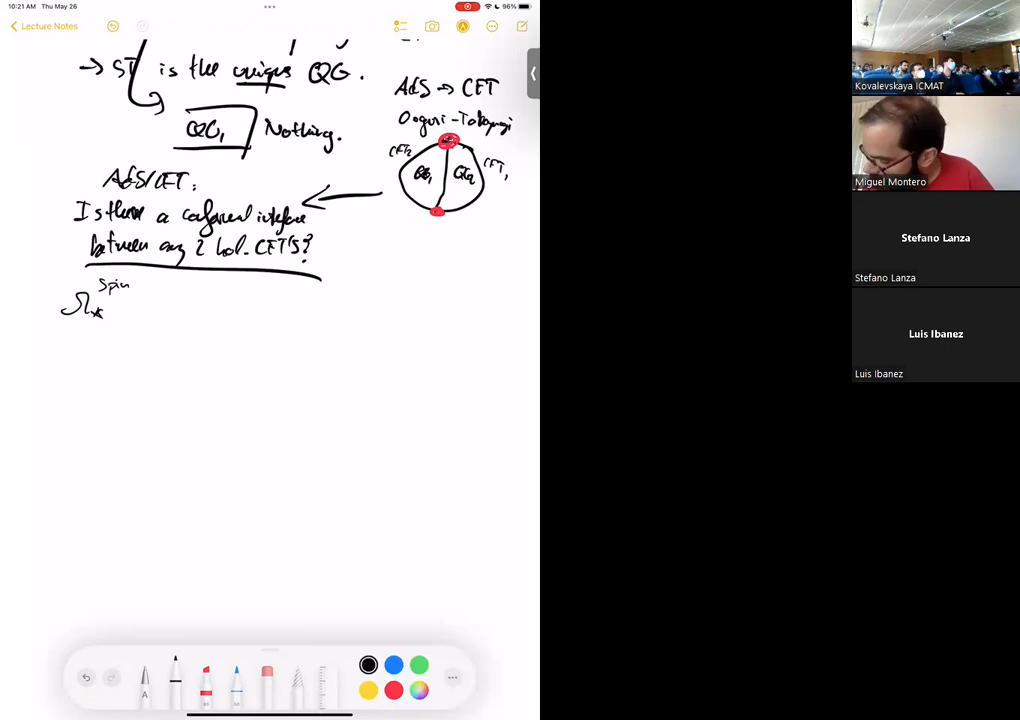 10:21 AM Thu May 26
96%
Lecture Notes
→ ST is the unique QG.
QG₁ Nothing.
AdS → CFT
Ooguri-Takayanagi
CFT₂
QG₁ QG₂
CFT₁
AdS/CFT:
Is there a conformal interface
between any 2 hol. CFT's?
Ω* Spin
A
Kovalevskaya ICMAT
Miguel Montero
Stefano Lanza
Stefano Lanza
Luis Ibanez
Luis Ibanez